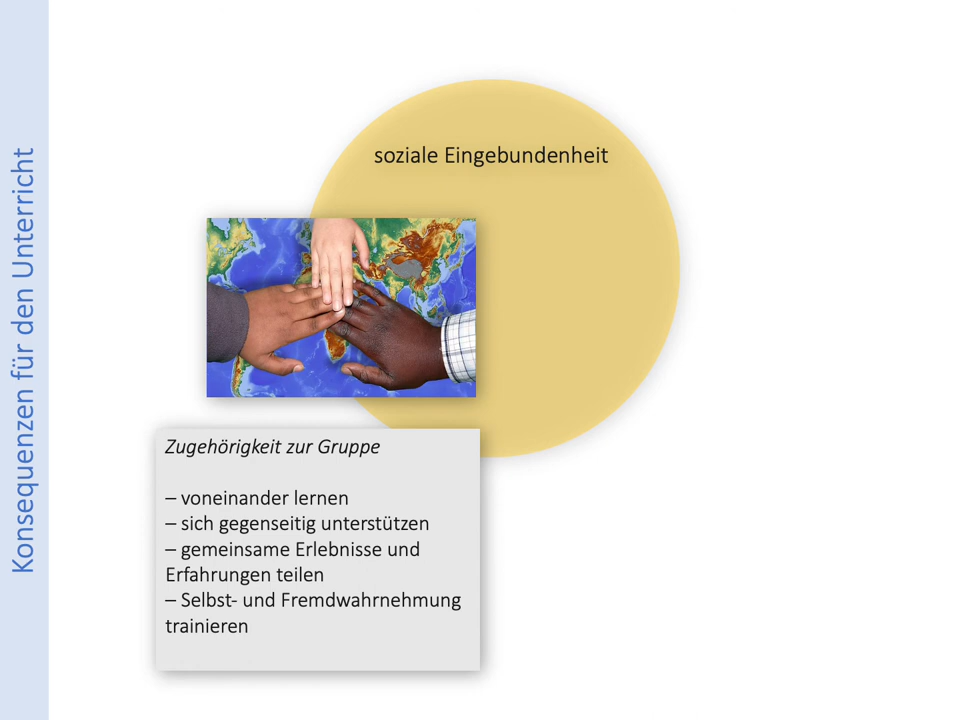 Konsequenzen für den Unterricht
soziale Eingebundenheit
Zugehörigkeit zur Gruppe
– voneinander lernen
– sich gegenseitig unterstützen
– gemeinsame Erlebnisse und
Erfahrungen teilen
– Selbst- und Fremdwahrnehmung
trainieren